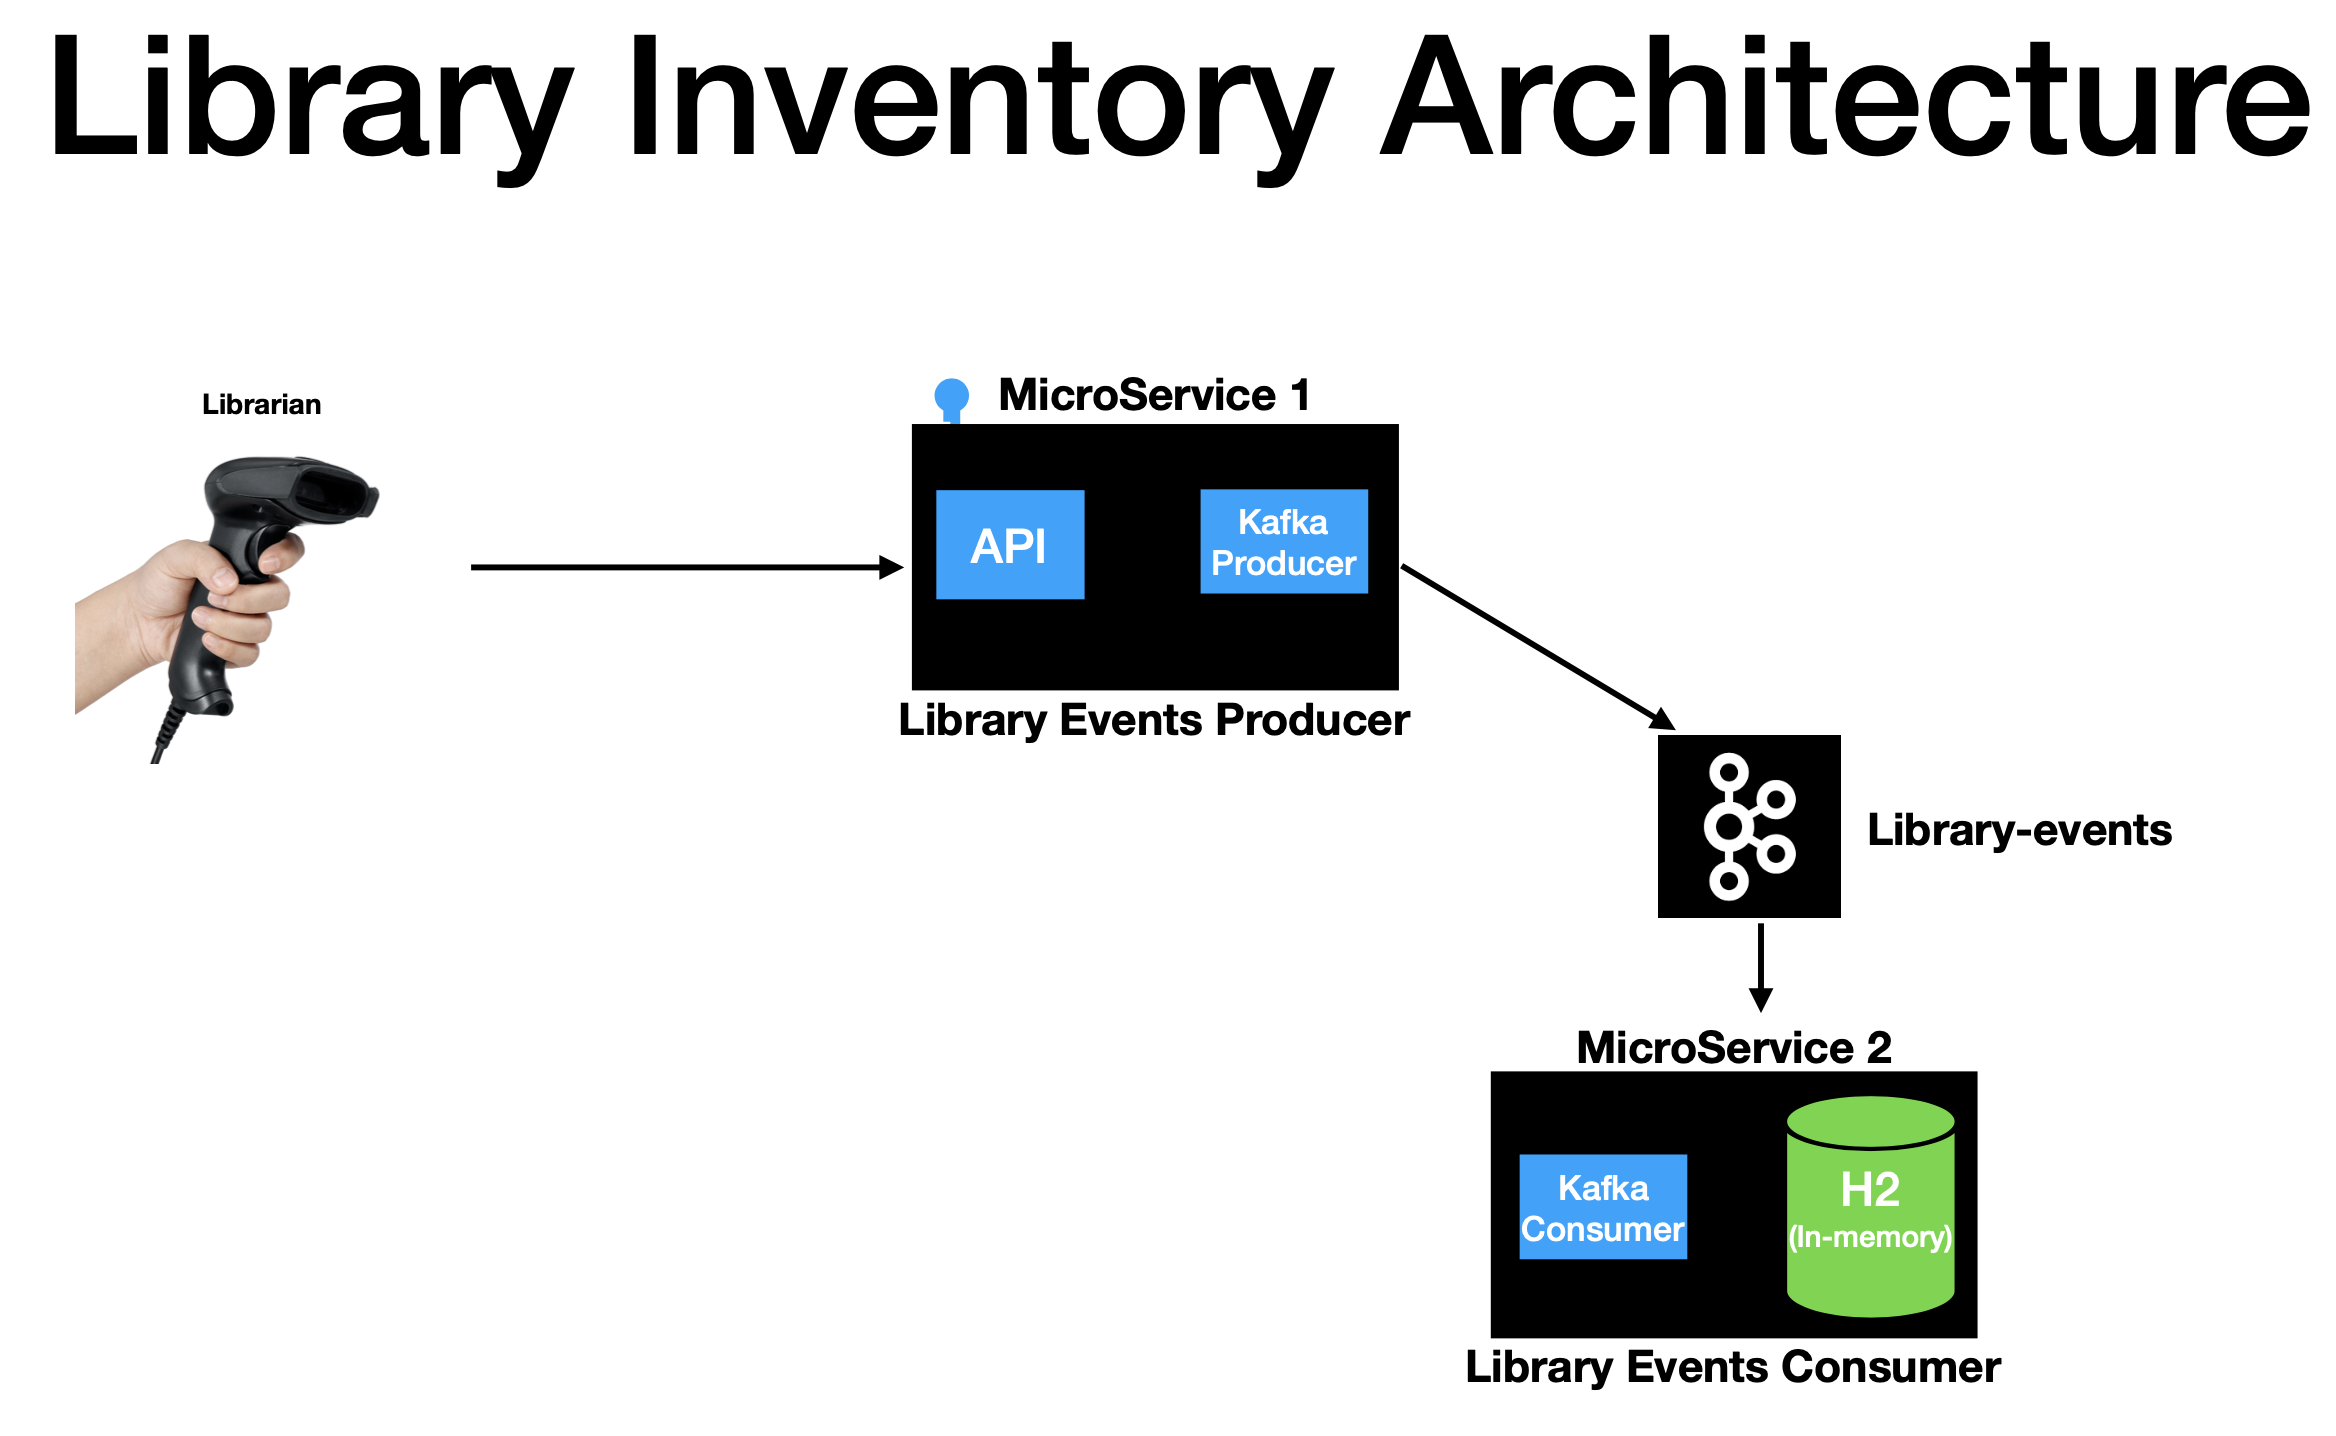 Library Inventory Architecture
Librarian
MicroService 1
API
Kafka
Producer
Library Events Producer
Library-events
MicroService 2
Kafka
Consumer
H2
(In-memory)
Library Events Consumer